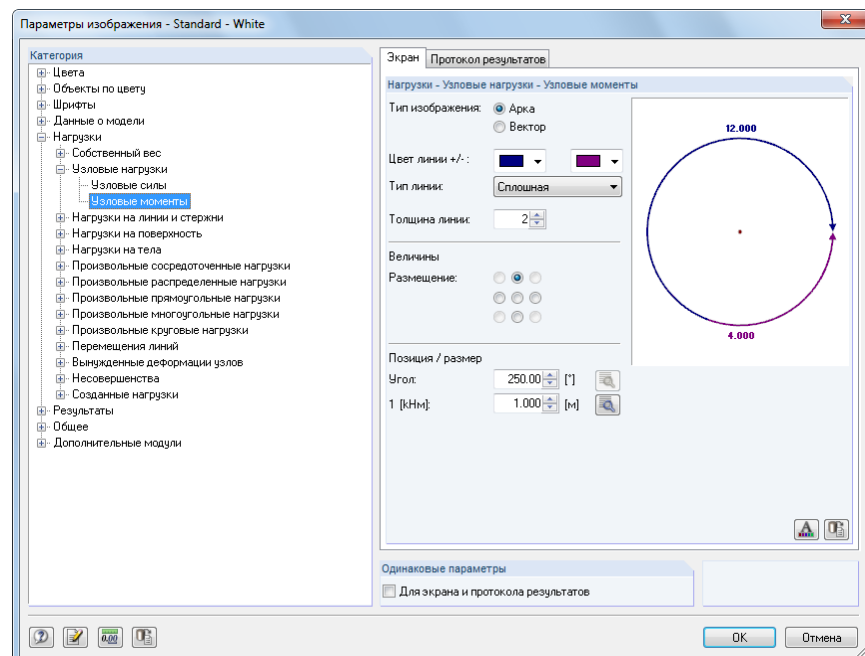 Параметры изображения - Standard - White
Категория
Цвета
Объекты по цвету
Шрифты
Данные о модели
Нагрузки
Собственный вес
Узловые нагрузки
Узловые силы
Узловые моменты
Нагрузки на линии и стержни
Нагрузки на поверхность
Нагрузки на тела
Произвольные сосредоточенные нагрузки
Произвольные распределенные нагрузки
Произвольные прямоугольные нагрузки
Произвольные многоугольные нагрузки
Произвольные круговые нагрузки
Перемещения линий
Вынужденные деформации узлов
Несовершенства
Созданные нагрузки
Результаты
Общее
Дополнительные модули
Экран
Протокол результатов
Нагрузки - Узловые нагрузки - Узловые моменты
Тип изображения:
Арка
Вектор
Цвет линии +/- :
Тип линии:
Сплошная
Толщина линии:
2
Величины
Размещение:
Позиция / размер
Угол:
250.00
[°]
1 [kНм]:
1.000
[м]
12.000
4.000
Одинаковые параметры
Для экрана и протокола результатов
0.00
OK
Отмена